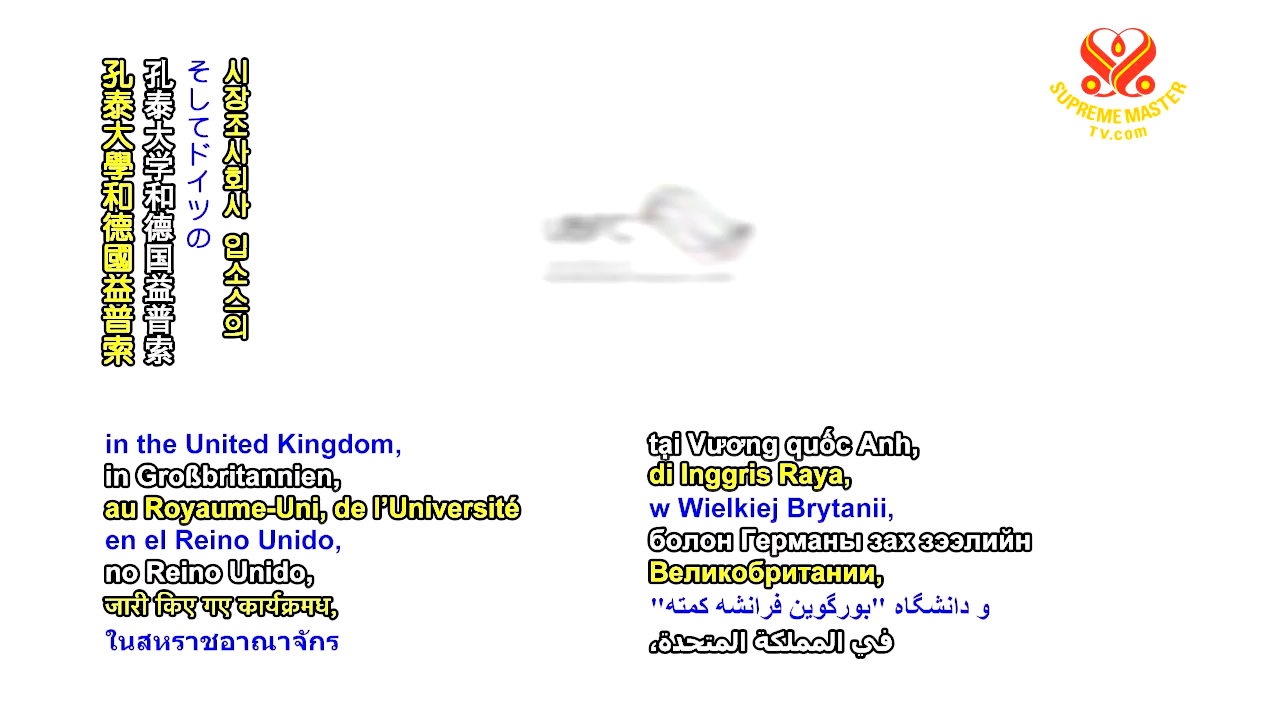 孔泰大學和德國益普索
孔泰大学和德国益普索
そしてドイツの
시장조사회사 입소스의
SUPREME MASTER
TV.com
in the United Kingdom,
in Großbritannien,
au Royaume-Uni, de l’Université
en el Reino Unido,
no Reino Unido,
जारी किए गए कार्यक्रमध,
ในสหราชอาณาจักร
tại Vương quốc Anh,
di Inggris Raya,
w Wielkiej Brytanii,
болон Германы зах зээлийн
Великобритании,
و دانشگاه "بورگوین فرانشه کمته"
في المملكة المتحدة،